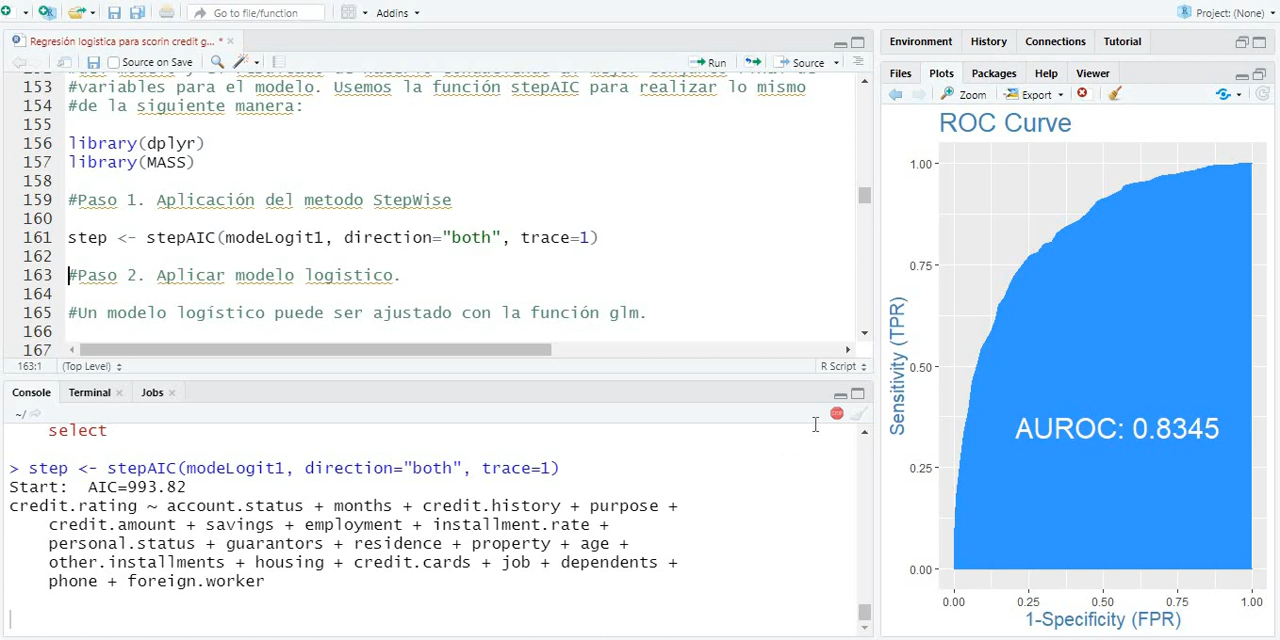 Go to file/function
Addins
Project: (None)
Regresión logistica para scorin credit g...*
Source on Save
Run
Source
153
#variables para el modelo. Usemos la función stepAIC para realizar lo mismo
154
#de la siguiente manera:
155
156
library(dplyr)
157
library(MASS)
158
159
#Paso 1. Aplicación del metodo StepWise
160
161
step <- stepAIC(modeLogit1, direction="both", trace=1)
162
163
#Paso 2. Aplicar modelo logistico.
164
165
#Un modelo logístico puede ser ajustado con la función glm.
166
167
163:1
(Top Level)
R Script
Console
Terminal
Jobs
~/
select
> step <- stepAIC(modeLogit1, direction="both", trace=1)
Start:  AIC=993.82
credit.rating ~ account.status + months + credit.history + purpose +
credit.amount + savings + employment + installment.rate +
personal.status + guarantors + residence + property + age +
other.installments + housing + credit.cards + job + dependents +
phone + foreign.worker
Environment
History
Connections
Tutorial
Files
Plots
Packages
Help
Viewer
Zoom
Export
ROC Curve
1.00
0.75
0.50
0.25
0.00
Sensitivity (TPR)
AUROC: 0.8345
0.00
0.25
0.50
0.75
1.00
1-Specificity (FPR)